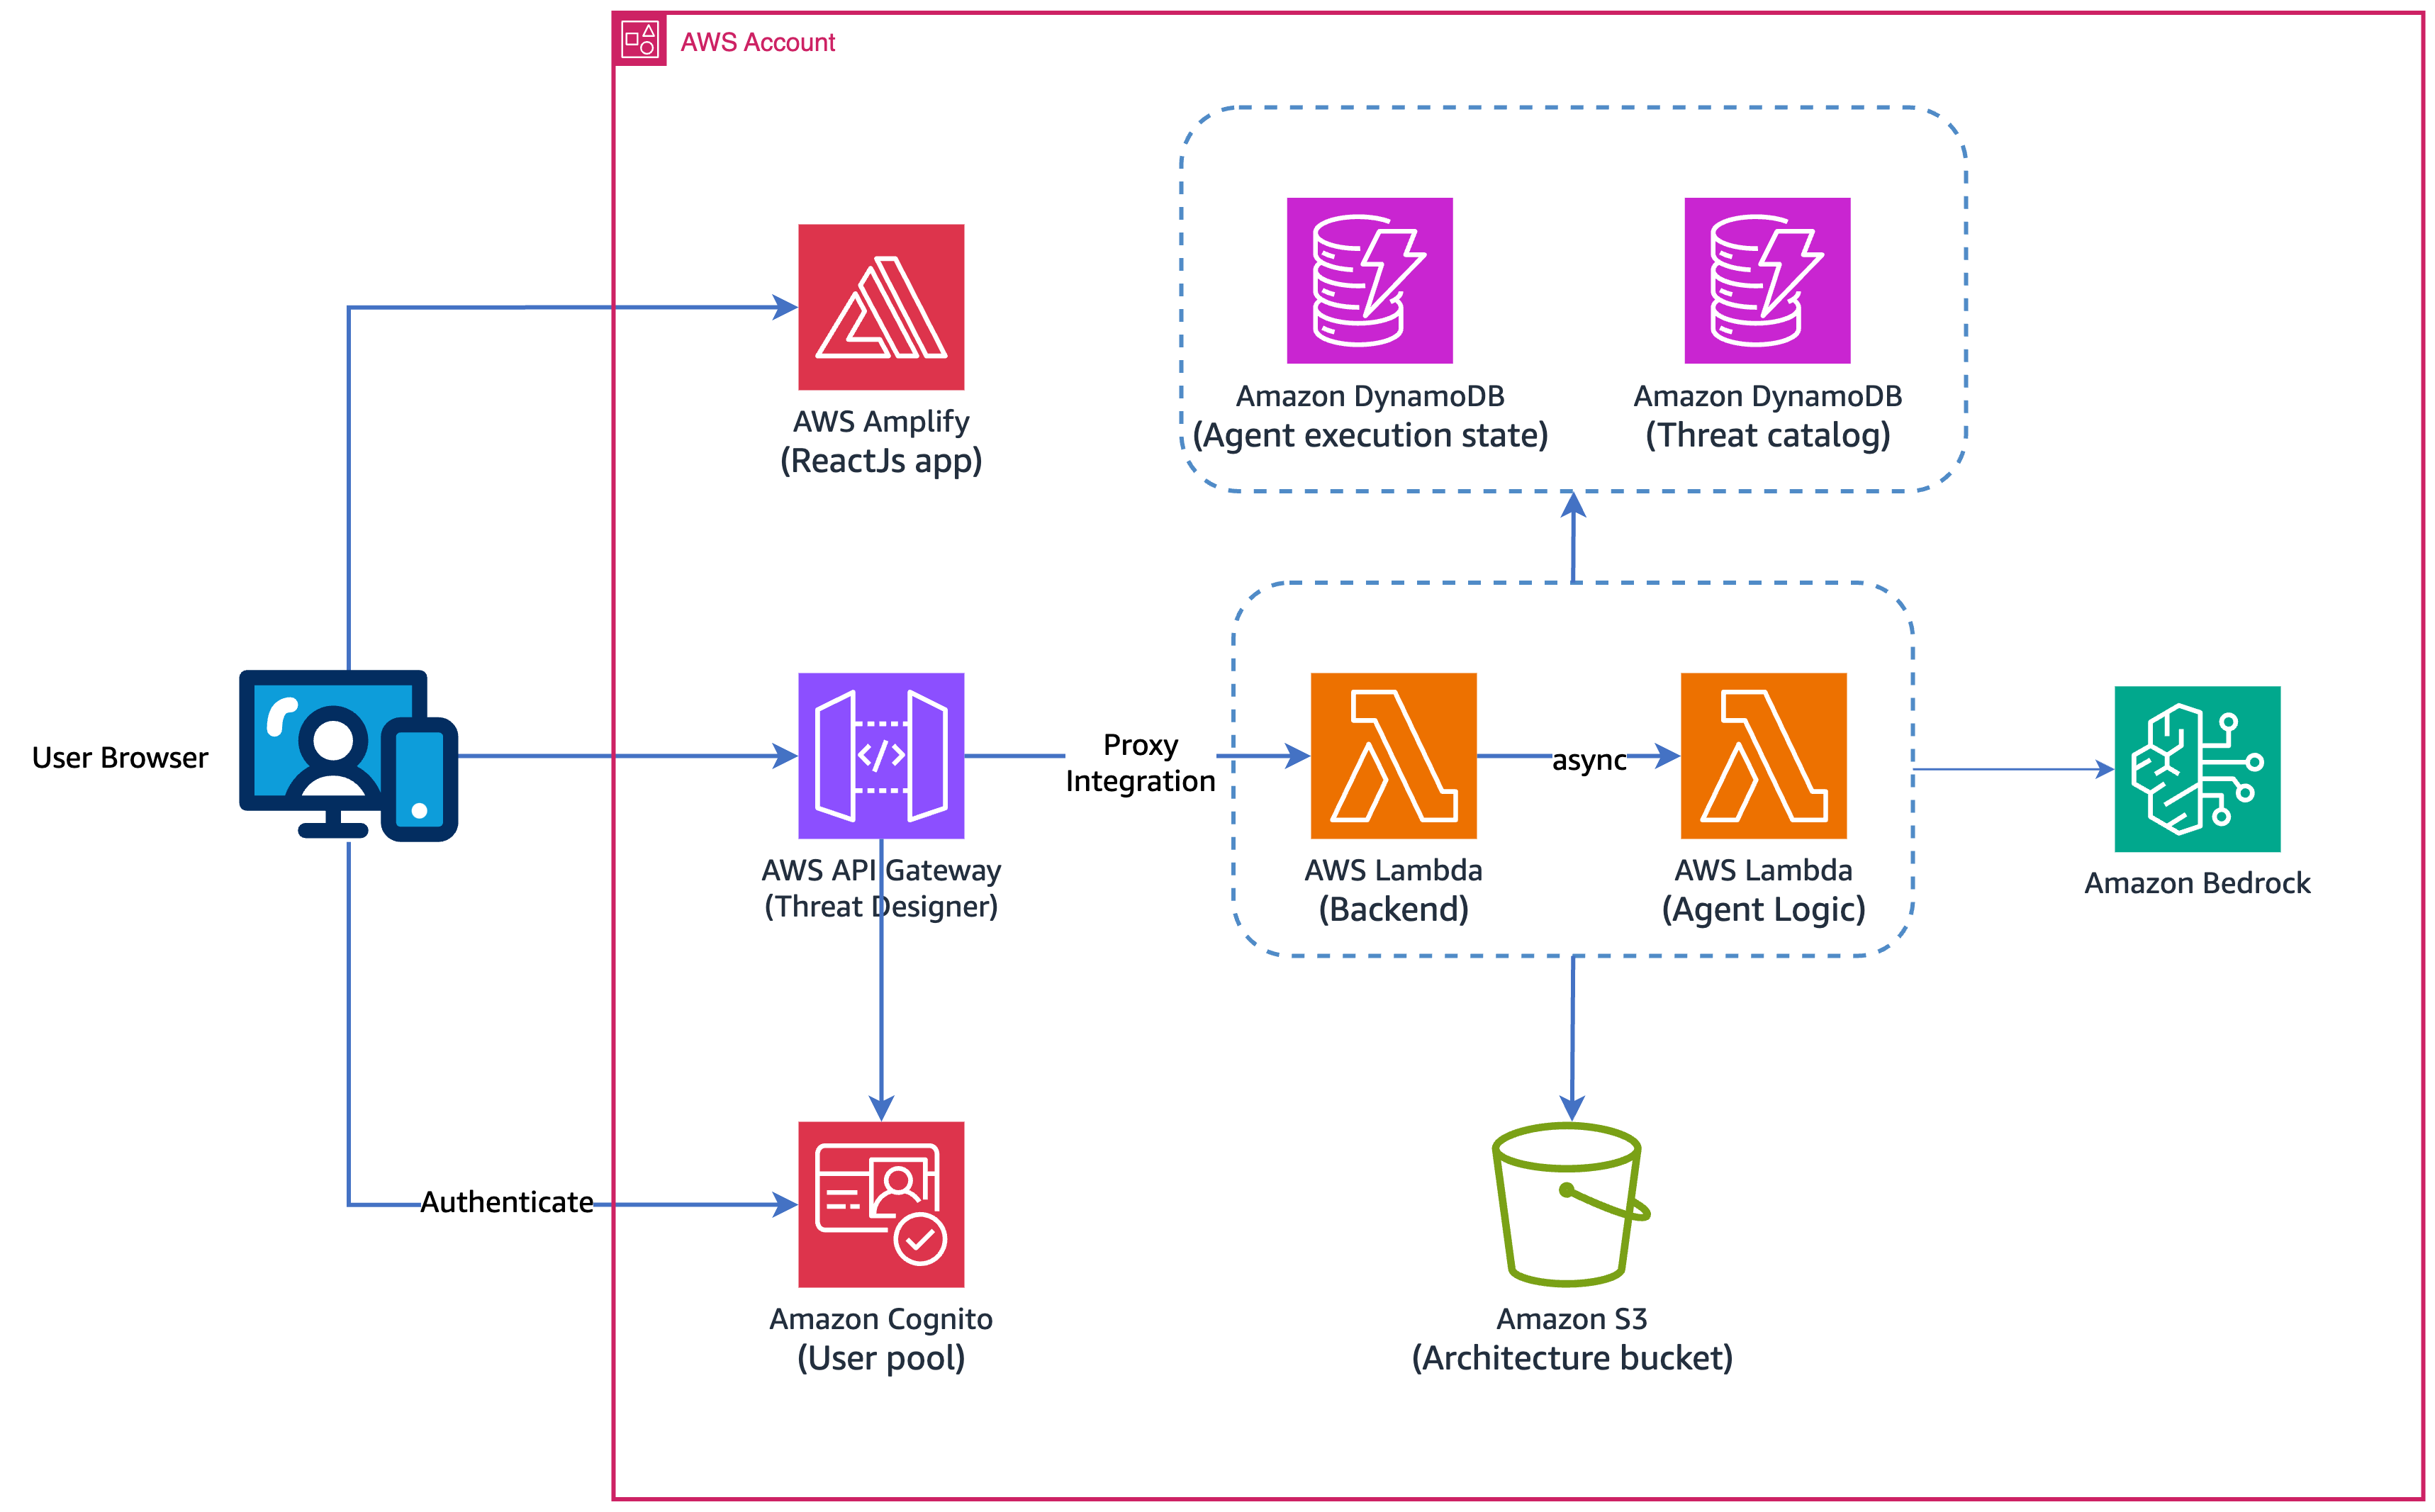 AWS Account
AWS Amplify
(ReactJs app)
Amazon DynamoDB
(Agent execution state)
Amazon DynamoDB
(Threat catalog)
User Browser
AWS API Gateway
(Threat Designer)
Proxy
Integration
AWS Lambda
(Backend)
async
AWS Lambda
(Agent Logic)
Amazon Bedrock
Authenticate
Amazon Cognito
(User pool)
Amazon S3
(Architecture bucket)